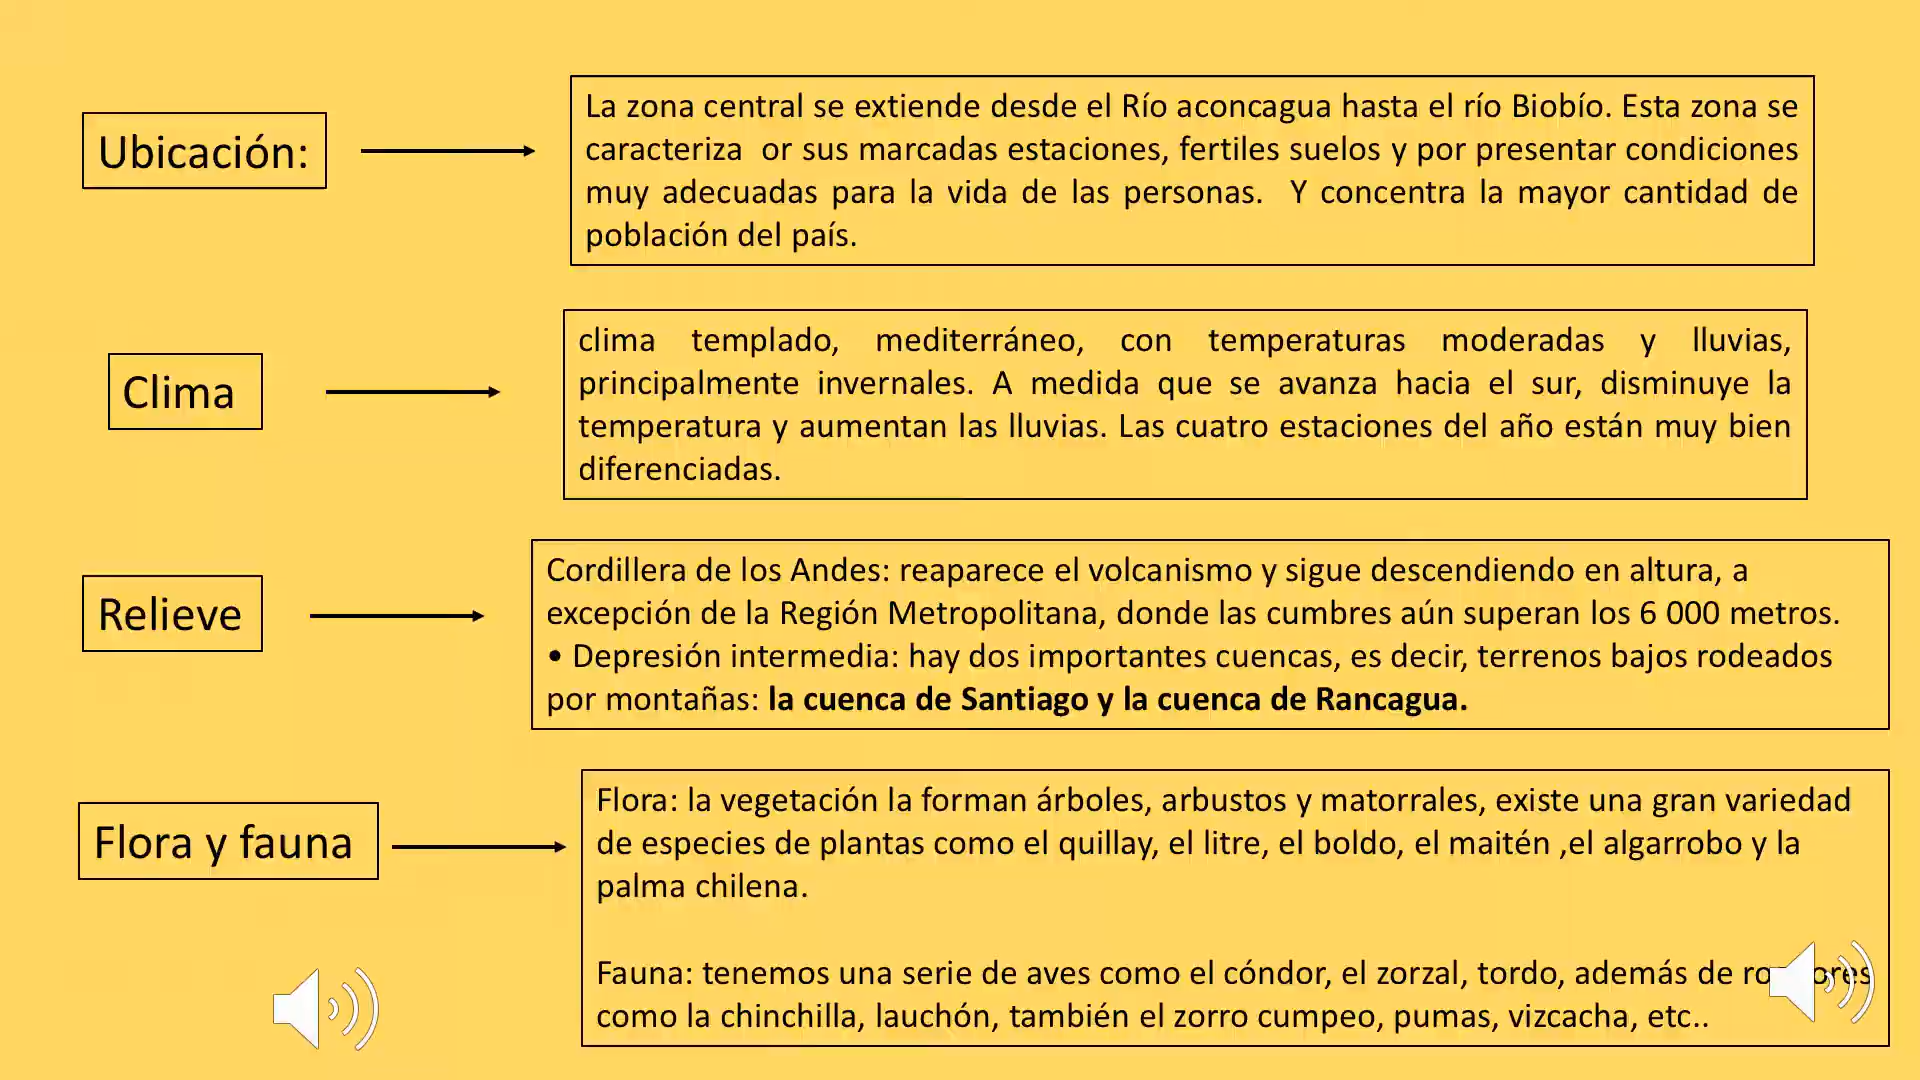 Ubicación:
La zona central se extiende desde el Río aconcagua hasta el río Biobío. Esta zona se
caracteriza or sus marcadas estaciones, fertiles suelos y por presentar condiciones
muy adecuadas para la vida de las personas. Y concentra la mayor cantidad de
población del país.
Clima
clima templado, mediterráneo, con temperaturas moderadas y lluvias,
principalmente invernales. A medida que se avanza hacia el sur, disminuye la
temperatura y aumentan las lluvias. Las cuatro estaciones del año están muy bien
diferenciadas.
Relieve
Cordillera de los Andes: reaparece el volcanismo y sigue descendiendo en altura, a
excepción de la Región Metropolitana, donde las cumbres aún superan los 6 000 metros.
• Depresión intermedia: hay dos importantes cuencas, es decir, terrenos bajos rodeados
por montañas: la cuenca de Santiago y la cuenca de Rancagua.
Flora y fauna
Flora: la vegetación la forman árboles, arbustos y matorrales, existe una gran variedad
de especies de plantas como el quillay, el litre, el boldo, el maitén ,el algarrobo y la
palma chilena.
Fauna: tenemos una serie de aves como el cóndor, el zorzal, tordo, además de
como la chinchilla, lauchón, también el zorro cumpeo, pumas, vizcacha, etc..